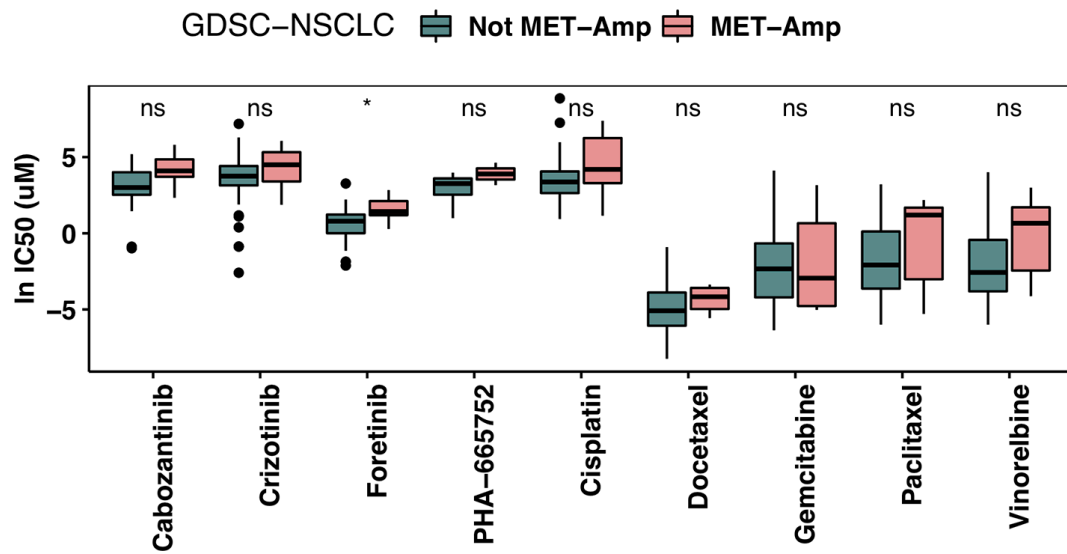 GDSC–NSCLC Not MET–Amp MET–Amp
ns ns * ns ns ns ns ns ns
ln IC50 (uM)
5
0
−5
Cabozantinib
Crizotinib
Foretinib
PHA−665752
Cisplatin
Docetaxel
Gemcitabine
Paclitaxel
Vinorelbine